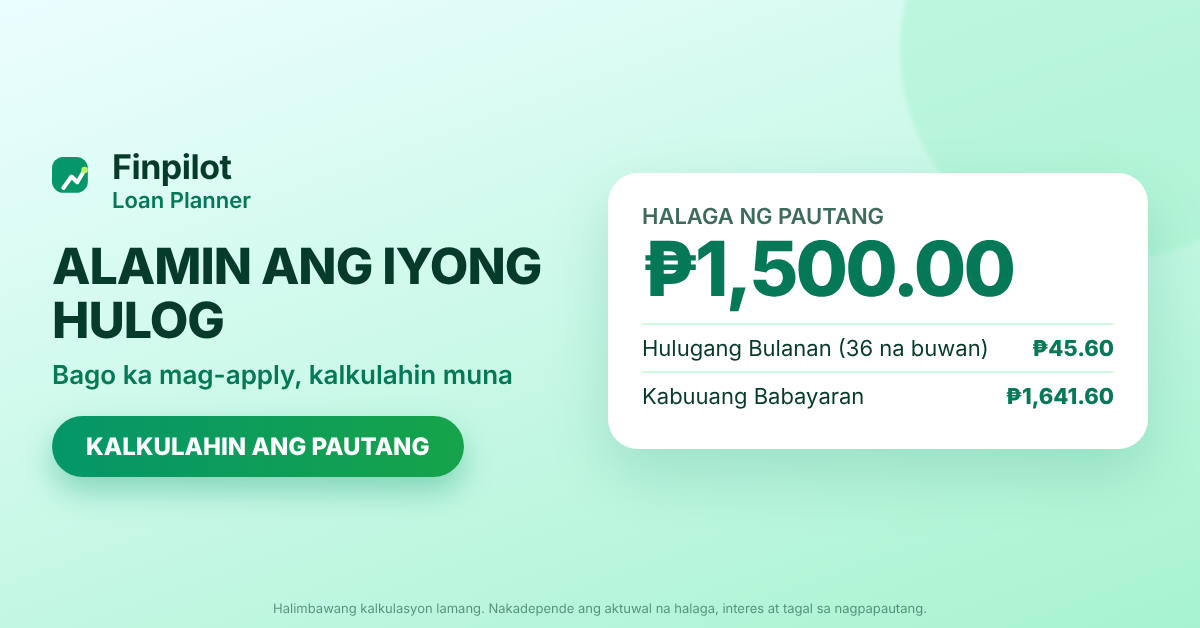 Finpilot
Loan Planner
ALAMIN ANG IYONG
HULOG
Bago ka mag-apply, kalkulahin muna
KALKULAHIN ANG PAUTANG
HALAGA NG PAUTANG
₱1,500.00
Hulugang Bulanan (36 na buwan) ₱45.60
Kabuuang Babayaran ₱1,641.60
Halimbawang kalkulasyon lamang. Nakadepende ang aktuwal na halaga, interes at tagal sa nagpapautang.